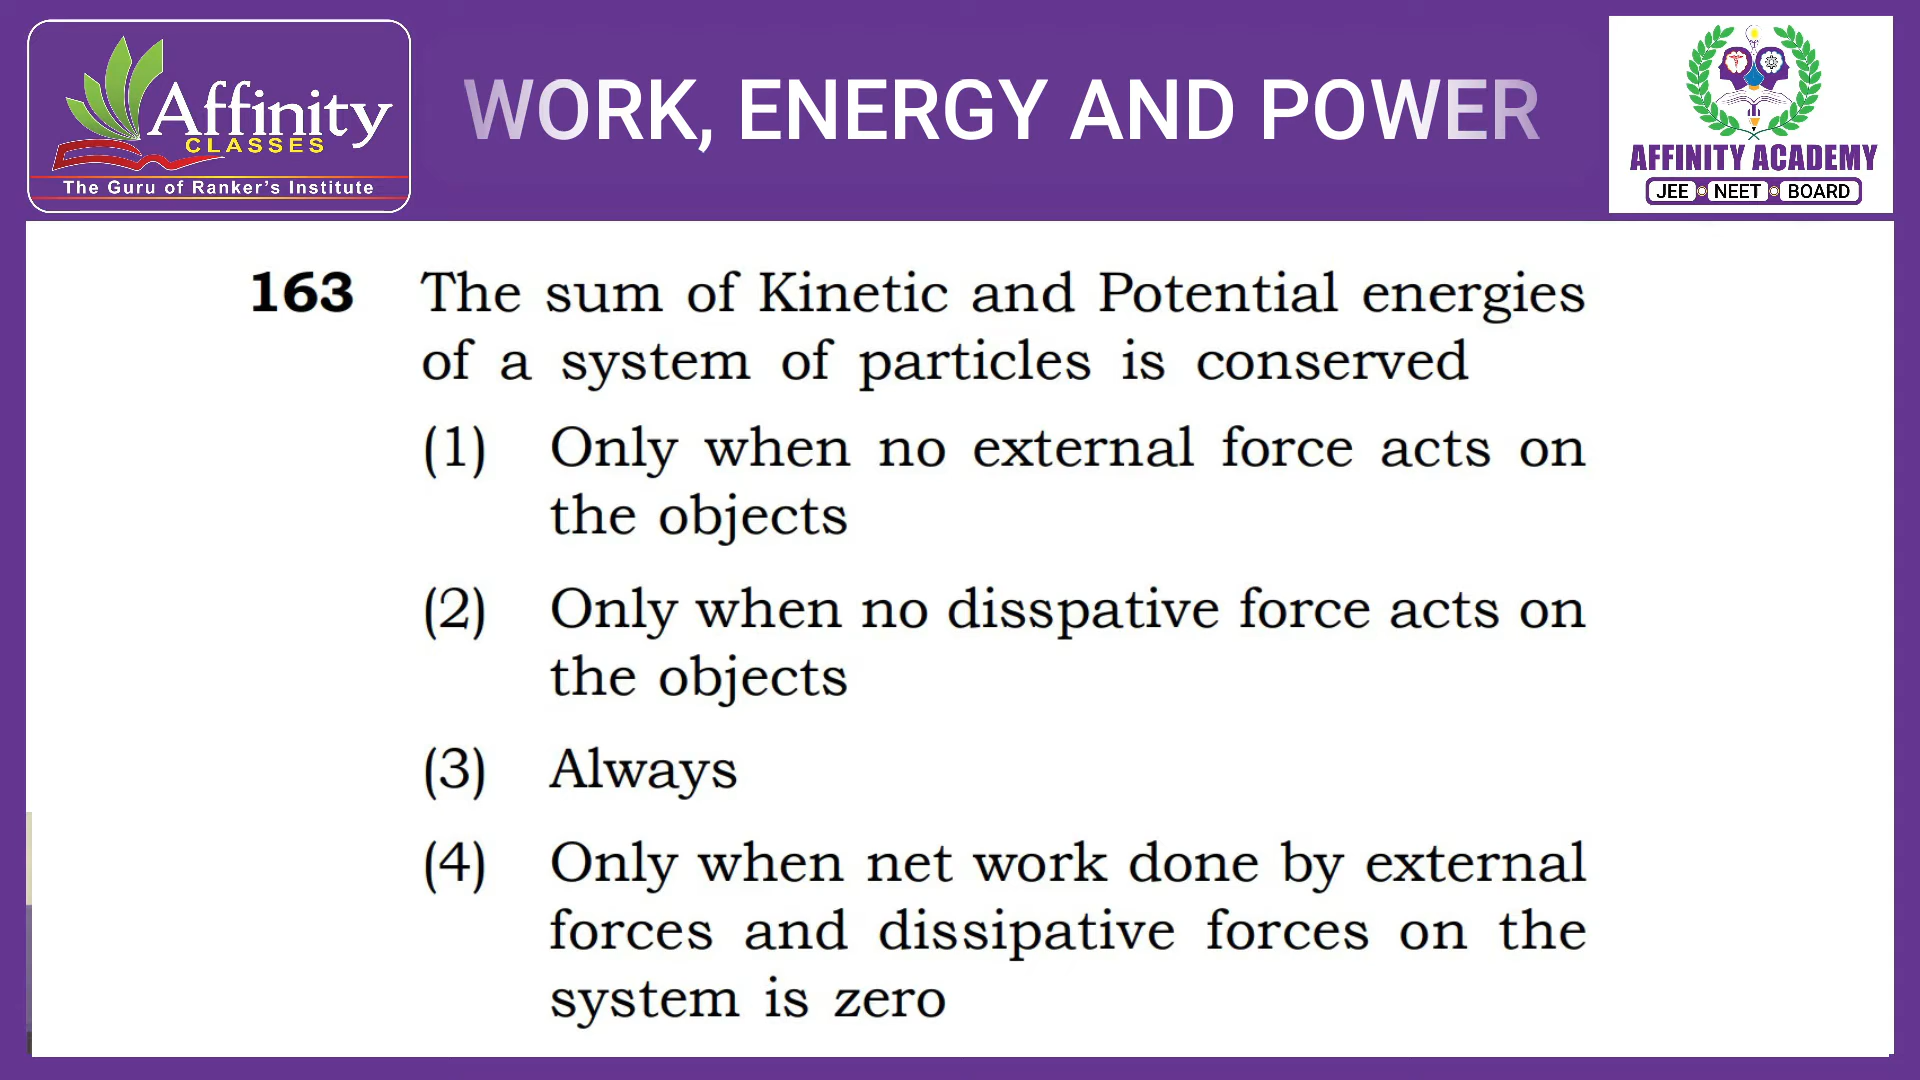 Affinity
CLASSES
The Guru of Ranker's Institute
WORK, ENERGY AND POWER
AFFINITY ACADEMY
JEE NEET BOARD
163 The sum of Kinetic and Potential energies
of a system of particles is conserved
(1) Only when no external force acts on
the objects
(2) Only when no disspative force acts on
the objects
(3) Always
(4) Only when net work done by external
forces and dissipative forces on the
system is zero